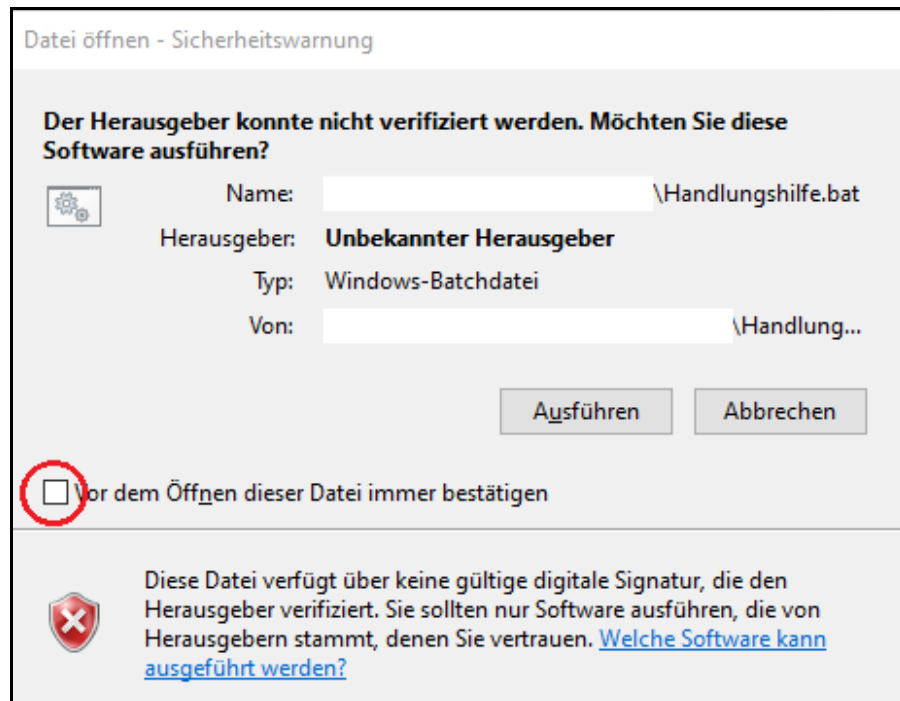 Datei öffnen - Sicherheitswarnung
Der Herausgeber konnte nicht verifiziert werden. Möchten Sie diese
Software ausführen?
Name: \Handlungshilfe.bat
Herausgeber: Unbekannter Herausgeber
Typ: Windows-Batchdatei
Von: \Handlung...
Ausführen Abbrechen
Vor dem Öffnen dieser Datei immer bestätigen
Diese Datei verfügt über keine gültige digitale Signatur, die den
Herausgeber verifiziert. Sie sollten nur Software ausführen, die von
Herausgebern stammt, denen Sie vertrauen. Welche Software kann
ausgeführt werden?